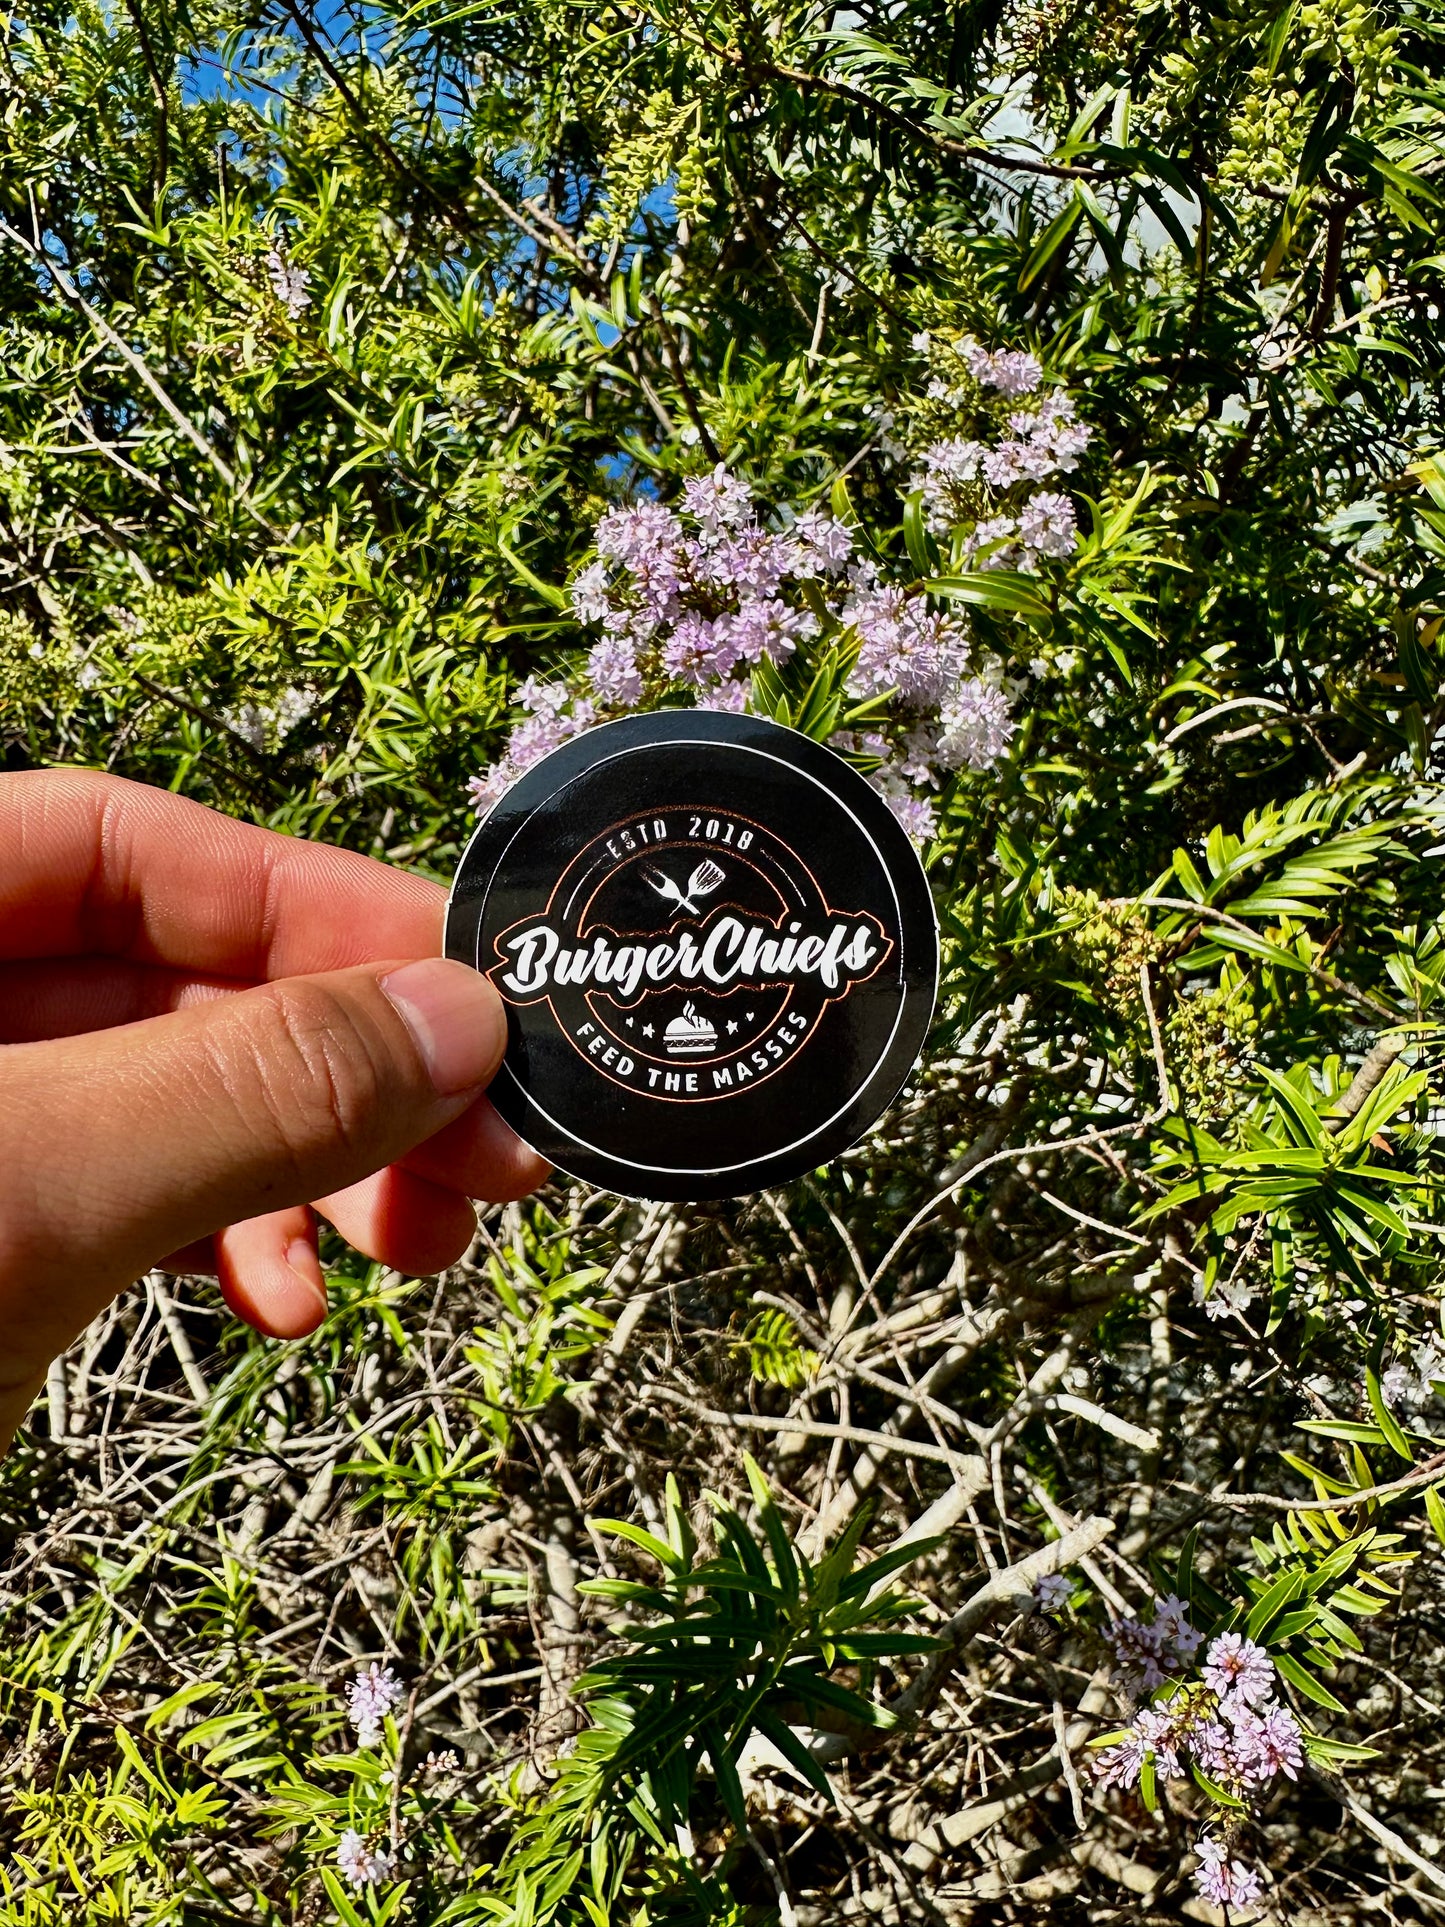 ESTD 2018
BurgerChiefs
FEED THE MASSES